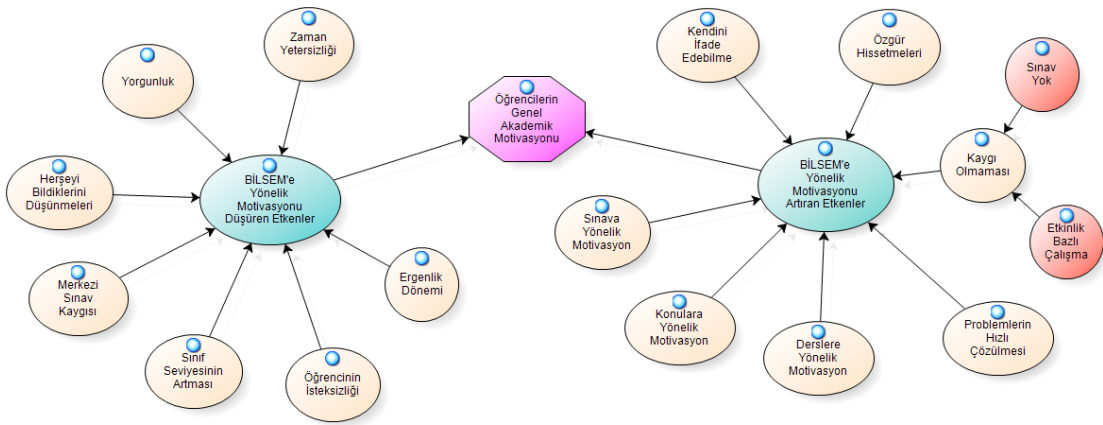 Zaman
Yetersizliği
Yorgunluk
Herşeyi
Bildiklerini
Düşünmeleri
Merkezi
Sınav
Kaygısı
Sınıf
Seviyesinin
Artması
Öğrencinin
İsteksizliği
Ergenlik
Dönemi
BİLSEM'e
Yönelik
Motivasyonu
Düşüren Etkenler
Öğrencilerin
Genel
Akademik
Motivasyonu
Kendini
İfade
Edebilme
Özgür
Hissetmeleri
Sınav
Yok
Kaygı
Olmaması
Etkinlik
Bazlı
Çalışma
BİLSEM'e
Yönelik
Motivasyonu
Artıran Etkenler
Sınava
Yönelik
Motivasyon
Konulara
Yönelik
Motivasyon
Derslere
Yönelik
Motivasyon
Problemlerin
Hızlı
Çözülmesi